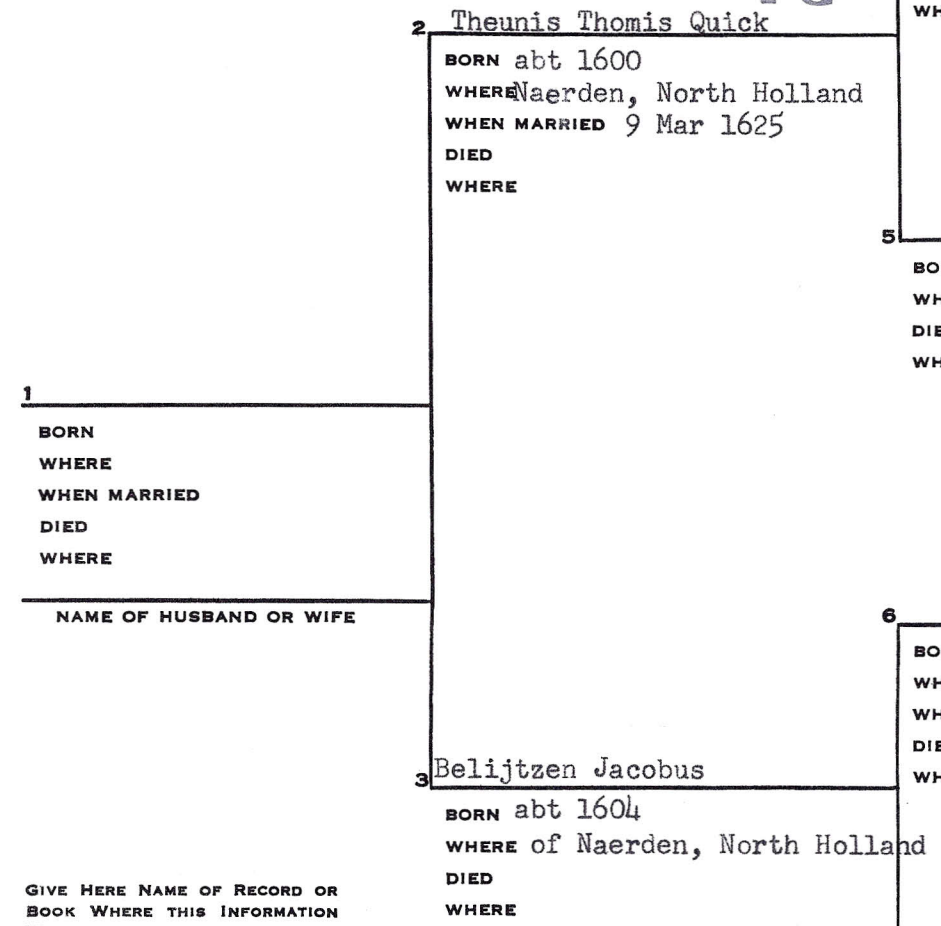 2 Theunis Thomis Quick
BORN abt 1600
WHERE Naerden, North Holland
WHEN MARRIED 9 Mar 1625
DIED
WHERE
5
1
BORN
WHERE
WHEN MARRIED
DIED
WHERE
NAME OF HUSBAND OR WIFE
6
3 Belijtzen Jacobus
BORN abt 1604
WHERE of Naerden, North Holland
DIED
WHERE
GIVE HERE NAME OF RECORD OR
BOOK WHERE THIS INFORMATION